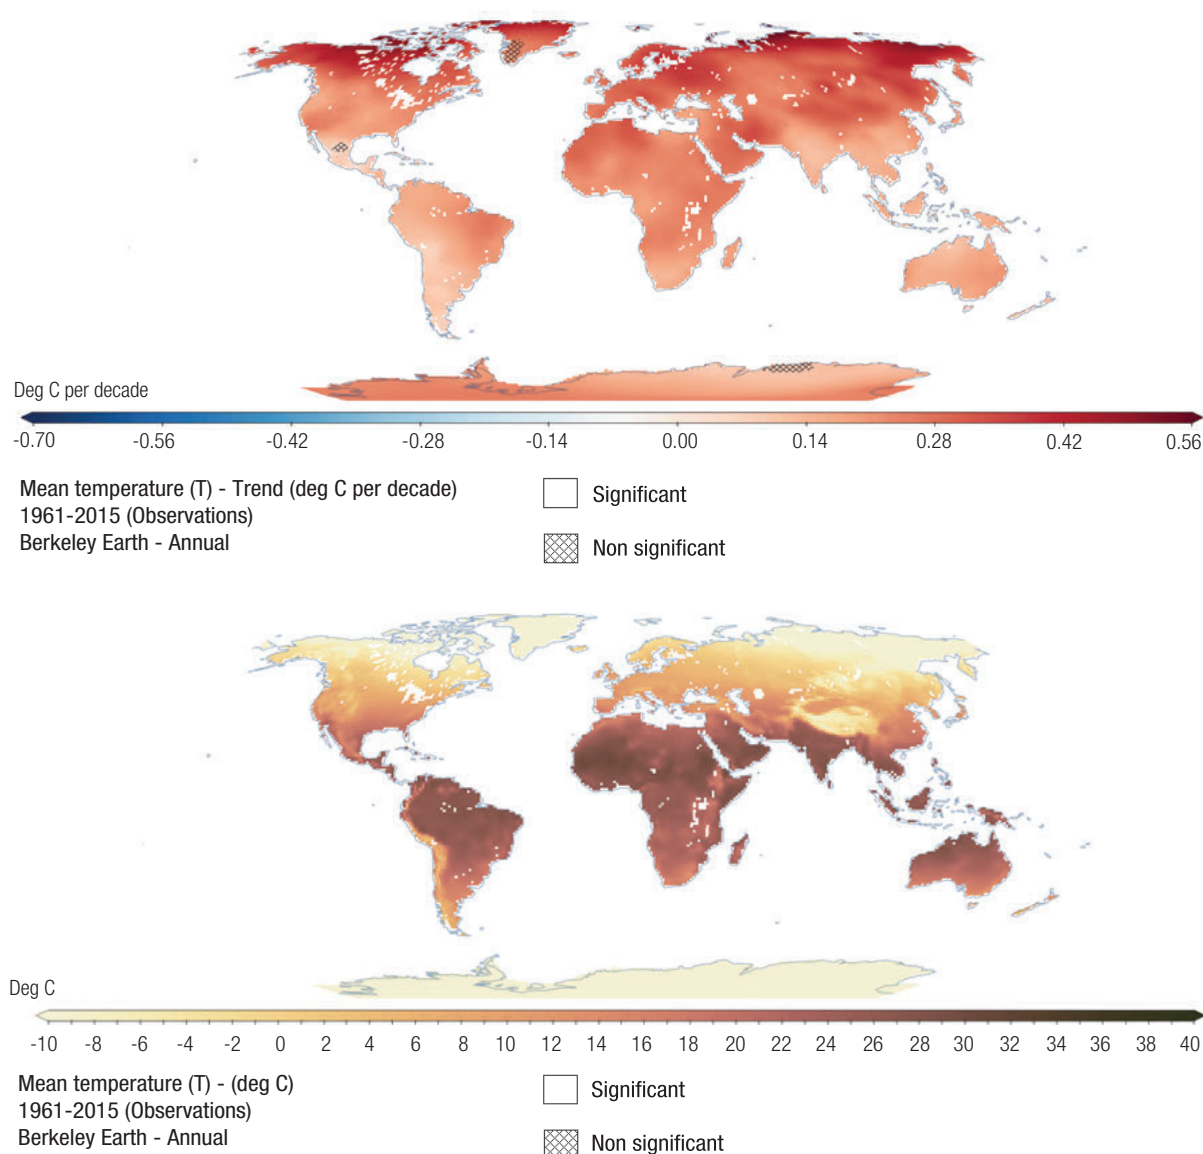 Deg C per decade
-0.70 -0.56 -0.42 -0.28 -0.14 0.00 0.14 0.28 0.42 0.56
Mean temperature (T) - Trend (deg C per decade)
1961-2015 (Observations)
Berkeley Earth - Annual
Significant
Non significant
Deg C
-10 -8 -6 -4 -2 0 2 4 6 8 10 12 14 16 18 20 22 24 26 28 30 32 34 36 38 40
Mean temperature (T) - (deg C)
1961-2015 (Observations)
Berkeley Earth - Annual
Significant
Non significant